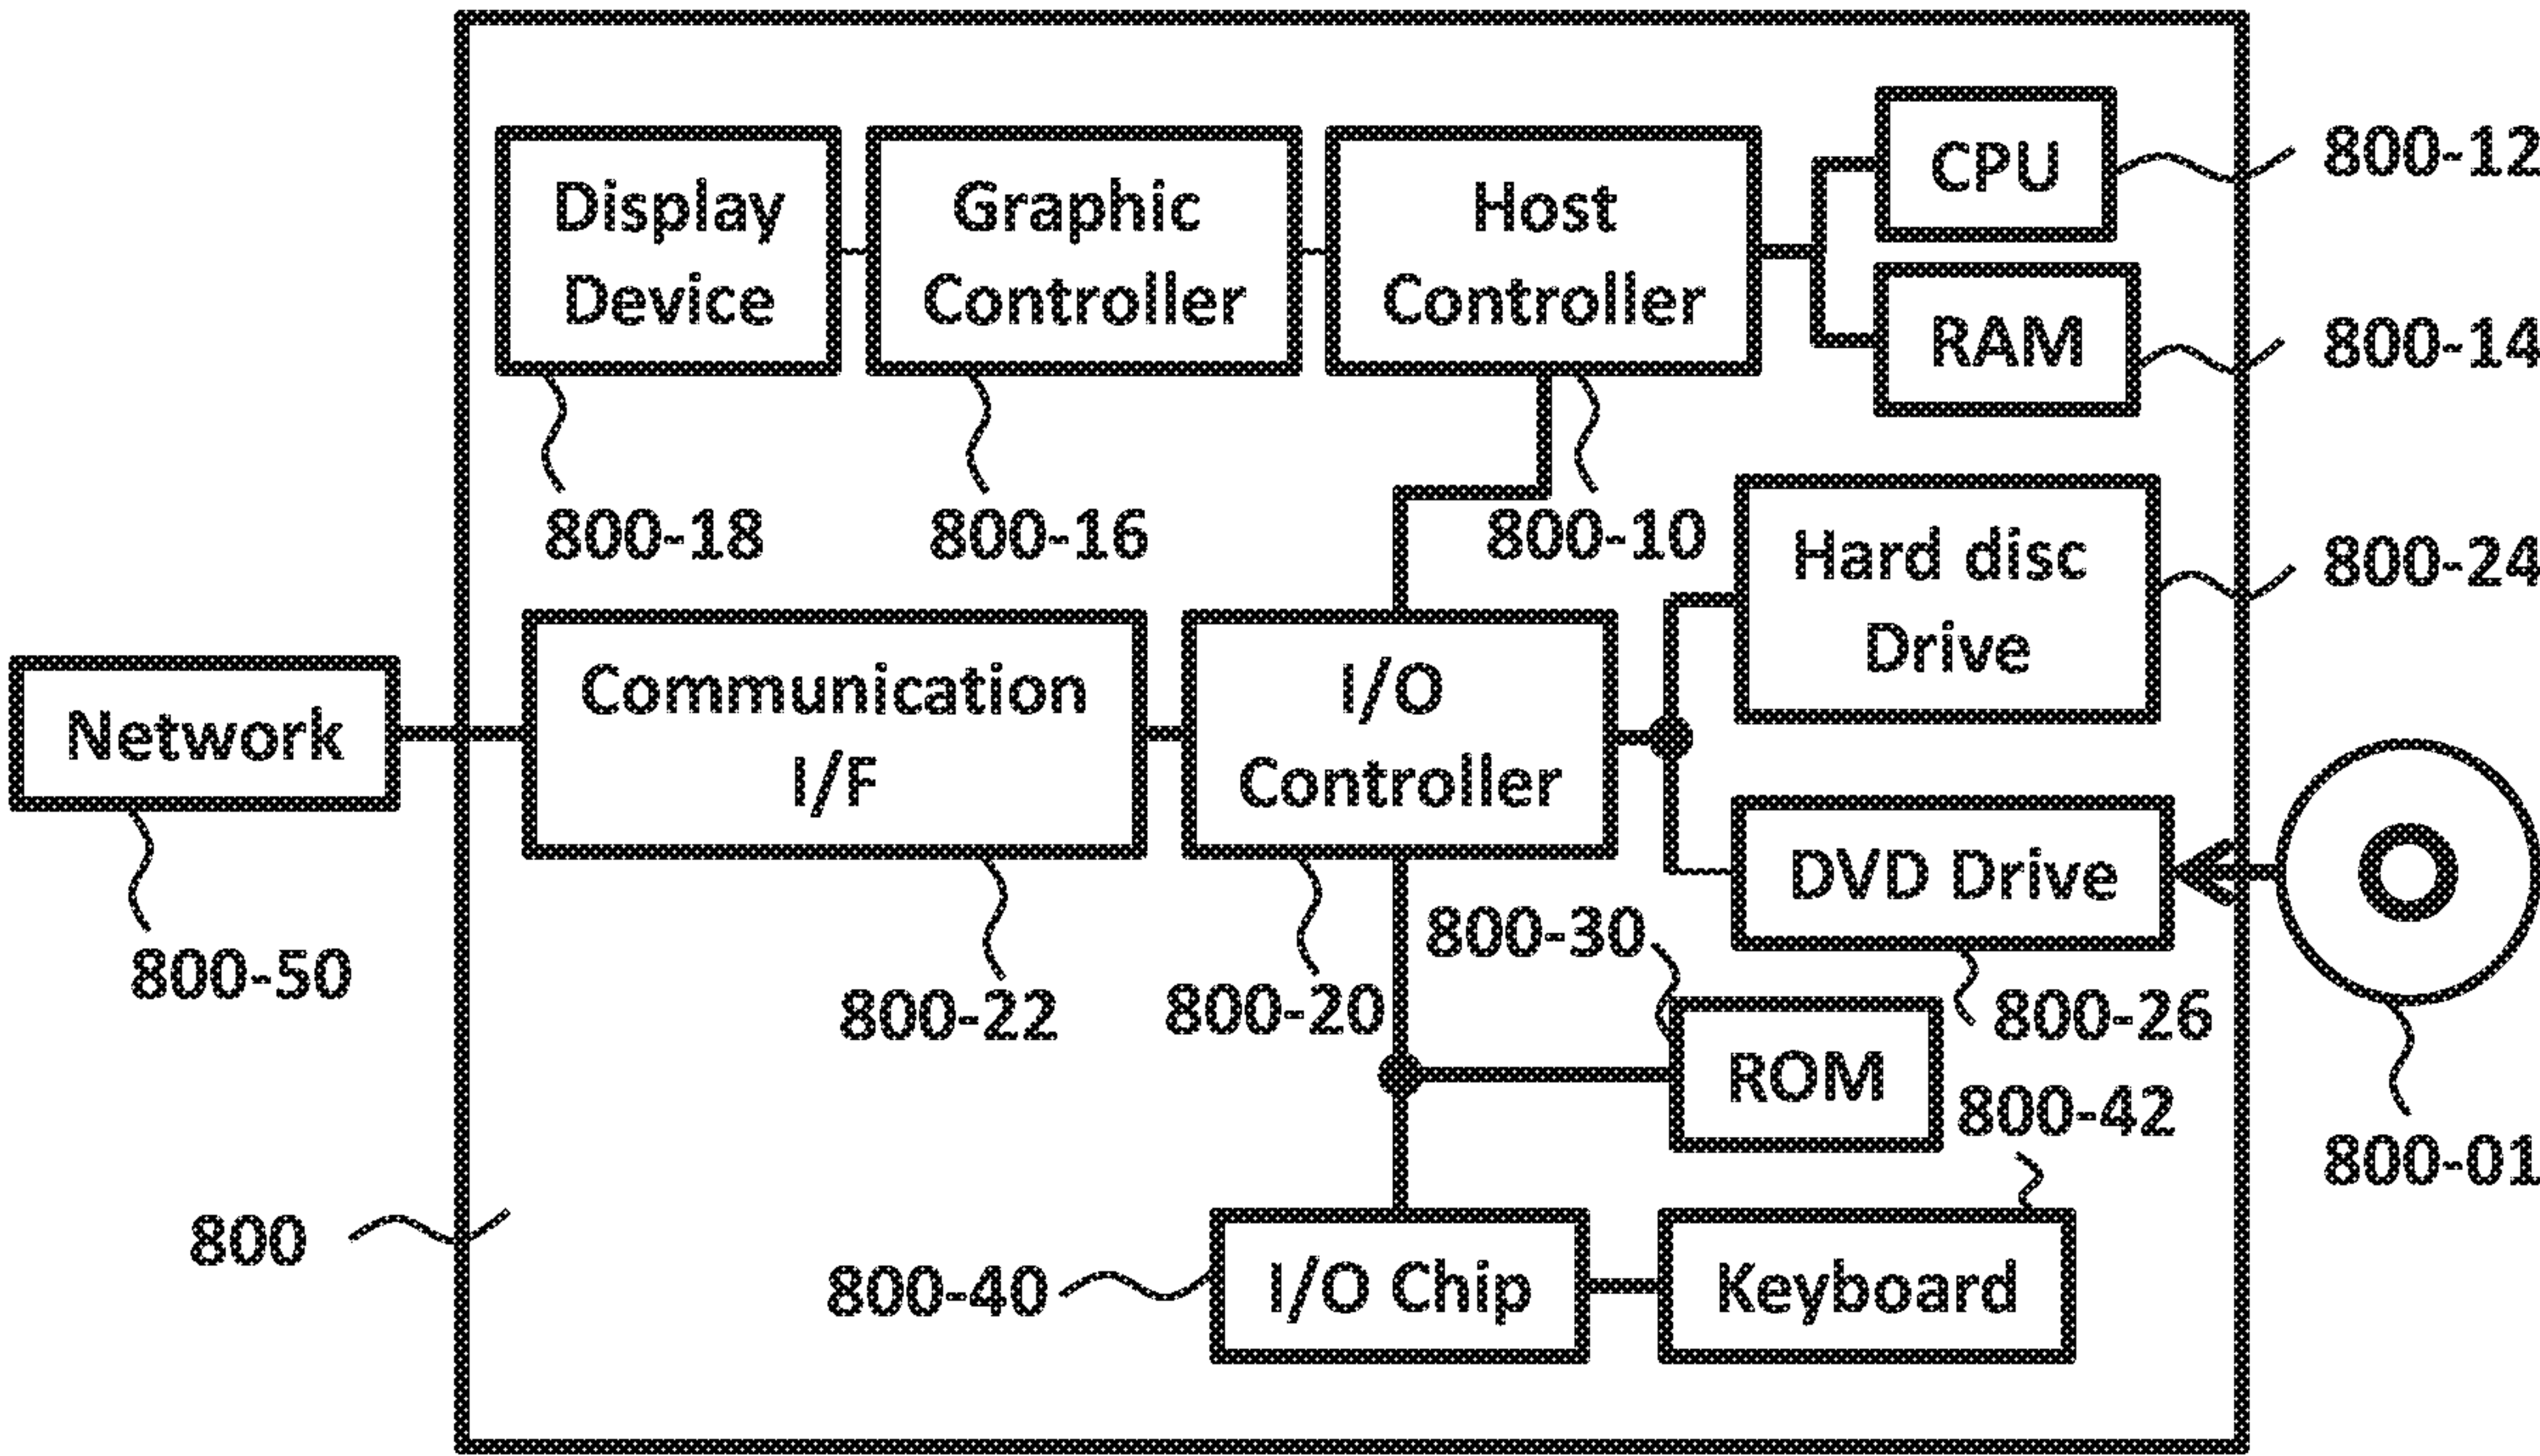 CPU
800-12
Display
Device
Graphic
Controller
Host
Controller
RAM
800-14
800-18
800-16
800-10
Hard disc
Drive
800-24
Network
Communication
I/F
I/O
Controller
DVD Drive
800-50
800-22
800-20
800-30
800-26
ROM
800-42
800-01
800
800-40
I/O Chip
Keyboard